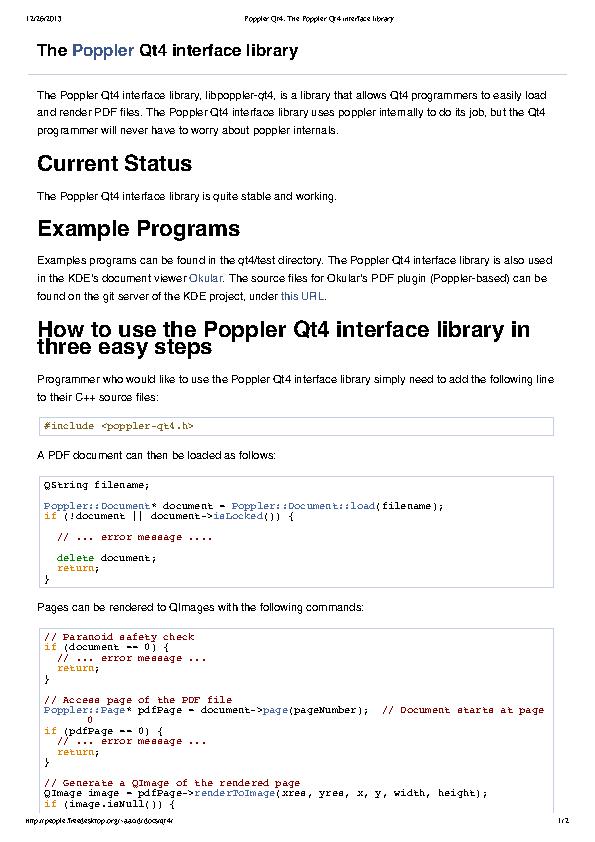 12/26/2013 Poppler Qt4: The Poppler Qt4 interface library
The Poppler Qt4 interface library
The Poppler Qt4 interface library, libpoppler-qt4, is a library that allows Qt4 programmers to easily load
and render PDF files. The Poppler Qt4 interface library uses poppler internally to do its job, but the Qt4
programmer will never have to worry about poppler internals.
Current Status
The Poppler Qt4 interface library is quite stable and working.
Example Programs
Examples programs can be found in the qt4/test directory. The Poppler Qt4 interface library is also used
in the KDE's document viewer Okular. The source files for Okular's PDF plugin (Poppler-based) can be
found on the git server of the KDE project, under this URL.
How to use the Poppler Qt4 interface library in
three easy steps
Programmer who would like to use the Poppler Qt4 interface library simply need to add the following line
to their C++ source files:
#include <poppler-qt4.h>
A PDF document can then be loaded as follows:
QString filename;
Poppler::Document* document = Poppler::Document::load(filename);
if (!document || document->isLocked()) {
// ... error message ....
delete document;
return;
}
Pages can be rendered to QImages with the following commands:
// Paranoid safety check
if (document == 0) {
// ... error message ...
return;
}
// Access page of the PDF file
Poppler::Page* pdfPage = document->page(pageNumber); // Document starts at page
0
if (pdfPage == 0) {
// ... error message ...
return;
}
// Generate a QImage of the rendered page
QImage image = pdfPage->renderToImage(xres, yres, x, y, width, height);
if (image.isNull()) {
http://people.freedesktop.org/~aacid/docs/qt4/ 1/2